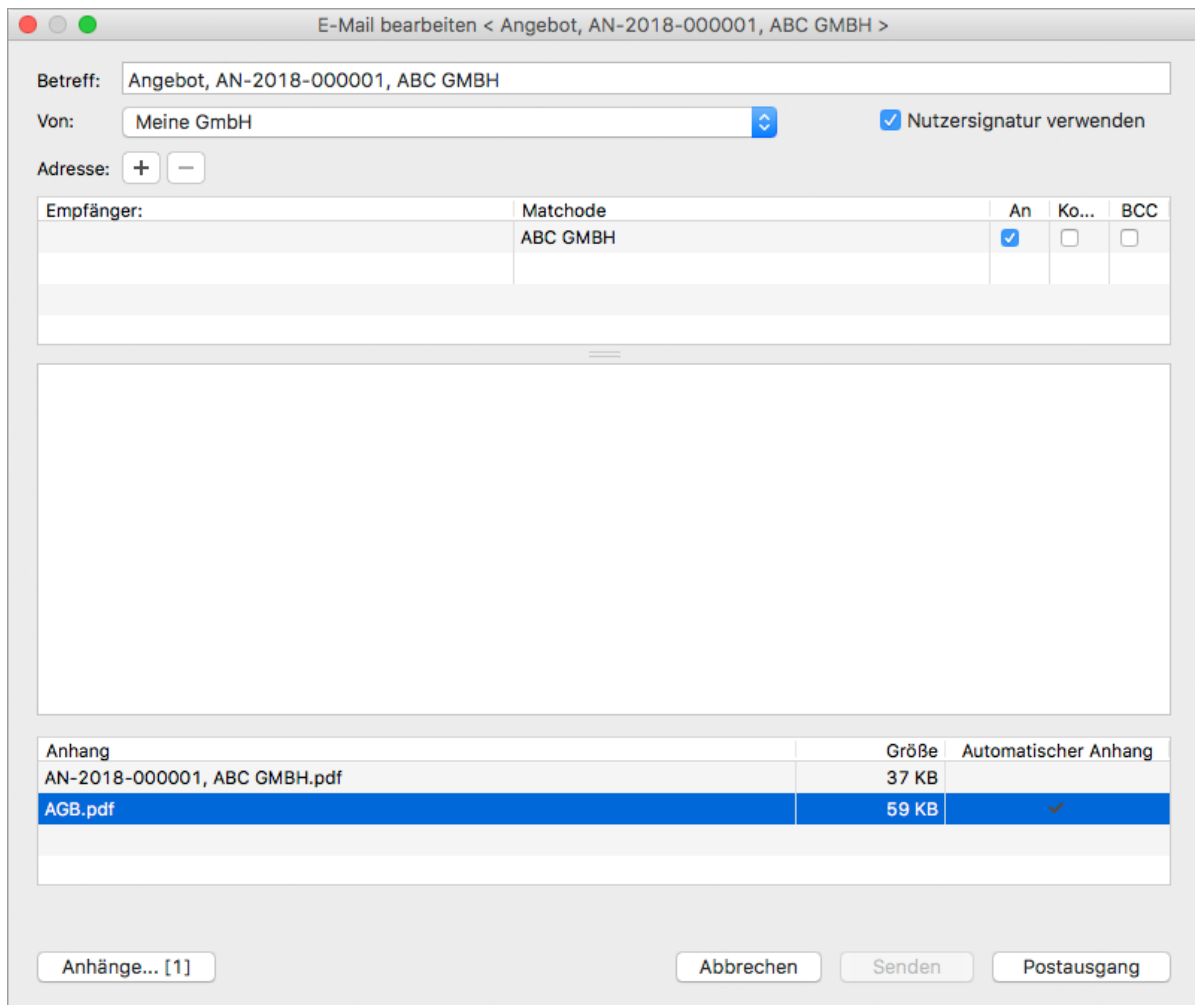 E-Mail bearbeiten < Angebot, AN-2018-000001, ABC GMBH >
Betreff: Angebot, AN-2018-000001, ABC GMBH
Von: Meine GmbH Nutzersignatur verwenden
Adresse: + −
Empfänger: Matchode An Ko... BCC
ABC GMBH
Anhang Größe Automatischer Anhang
AN-2018-000001, ABC GMBH.pdf 37 KB
AGB.pdf 59 KB
Anhänge... [1] Abbrechen Senden Postausgang